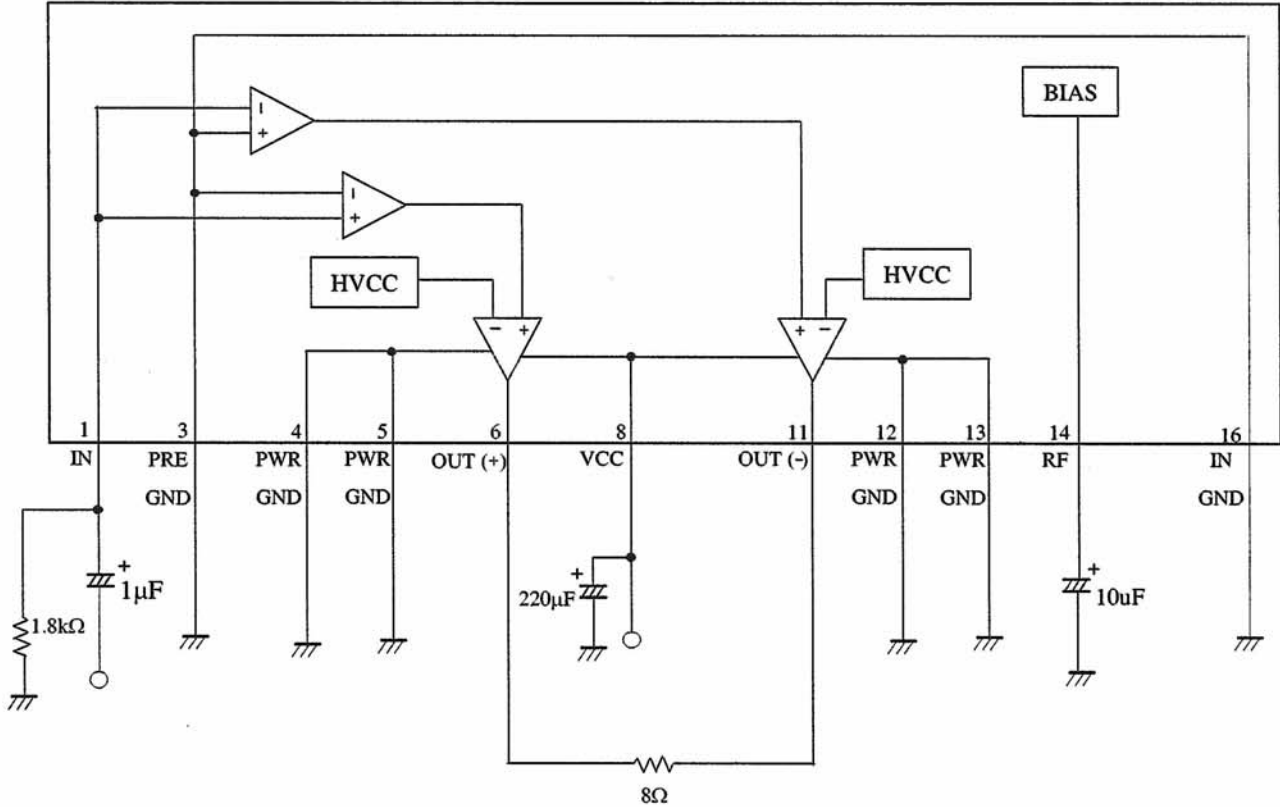 BIAS
−
+
−
+
HVCC
HVCC
− +
+ −
1 3 4 5 6 8 11 12 13 14 16
IN PRE PWR PWR OUT (+) VCC OUT (−) PWR PWR RF IN
GND GND GND GND GND GND
+
1μF
+
220μF
+
10uF
1.8kΩ
8Ω